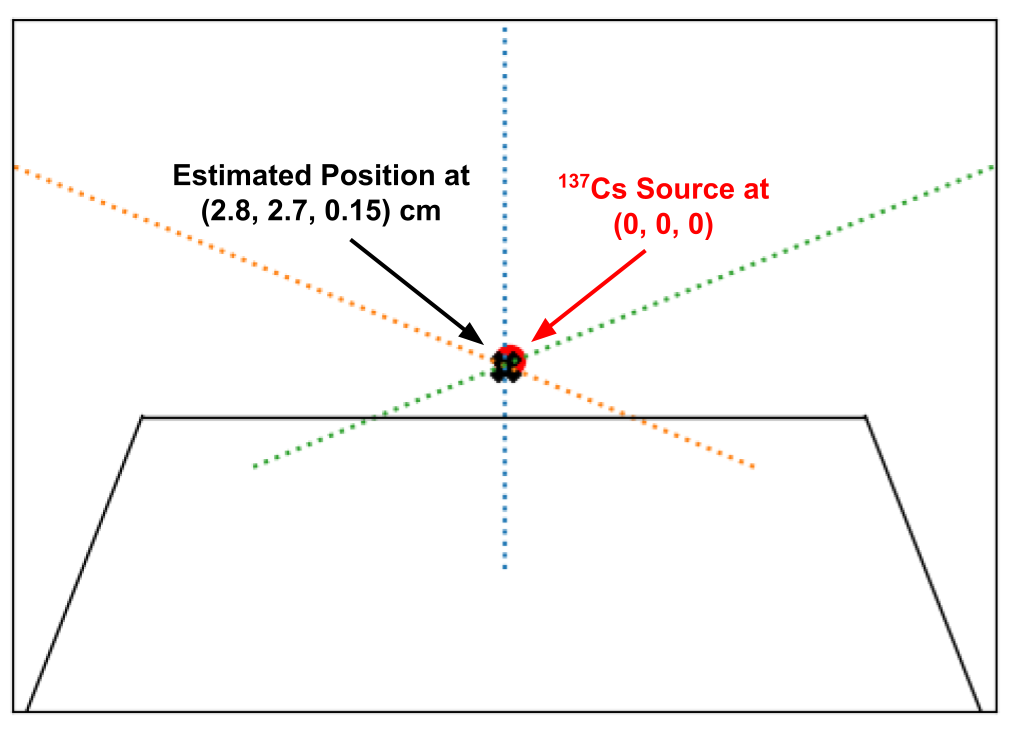 Estimated Position at
(2.8, 2.7, 0.15) cm
¹³⁷Cs Source at
(0, 0, 0)